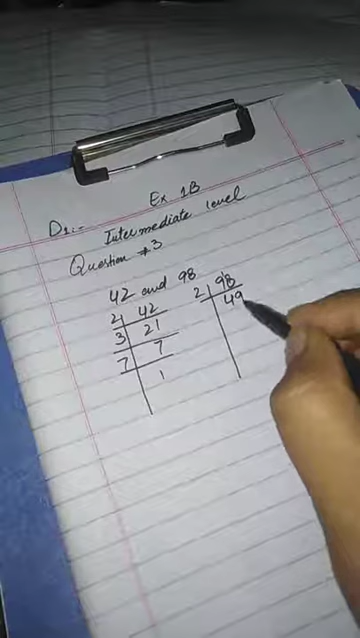 Ex 1B
D1:-
Intermediate level
Question #3
42 and 98
2 | 42
3 | 21
7 | 7
1
2 | 98
49